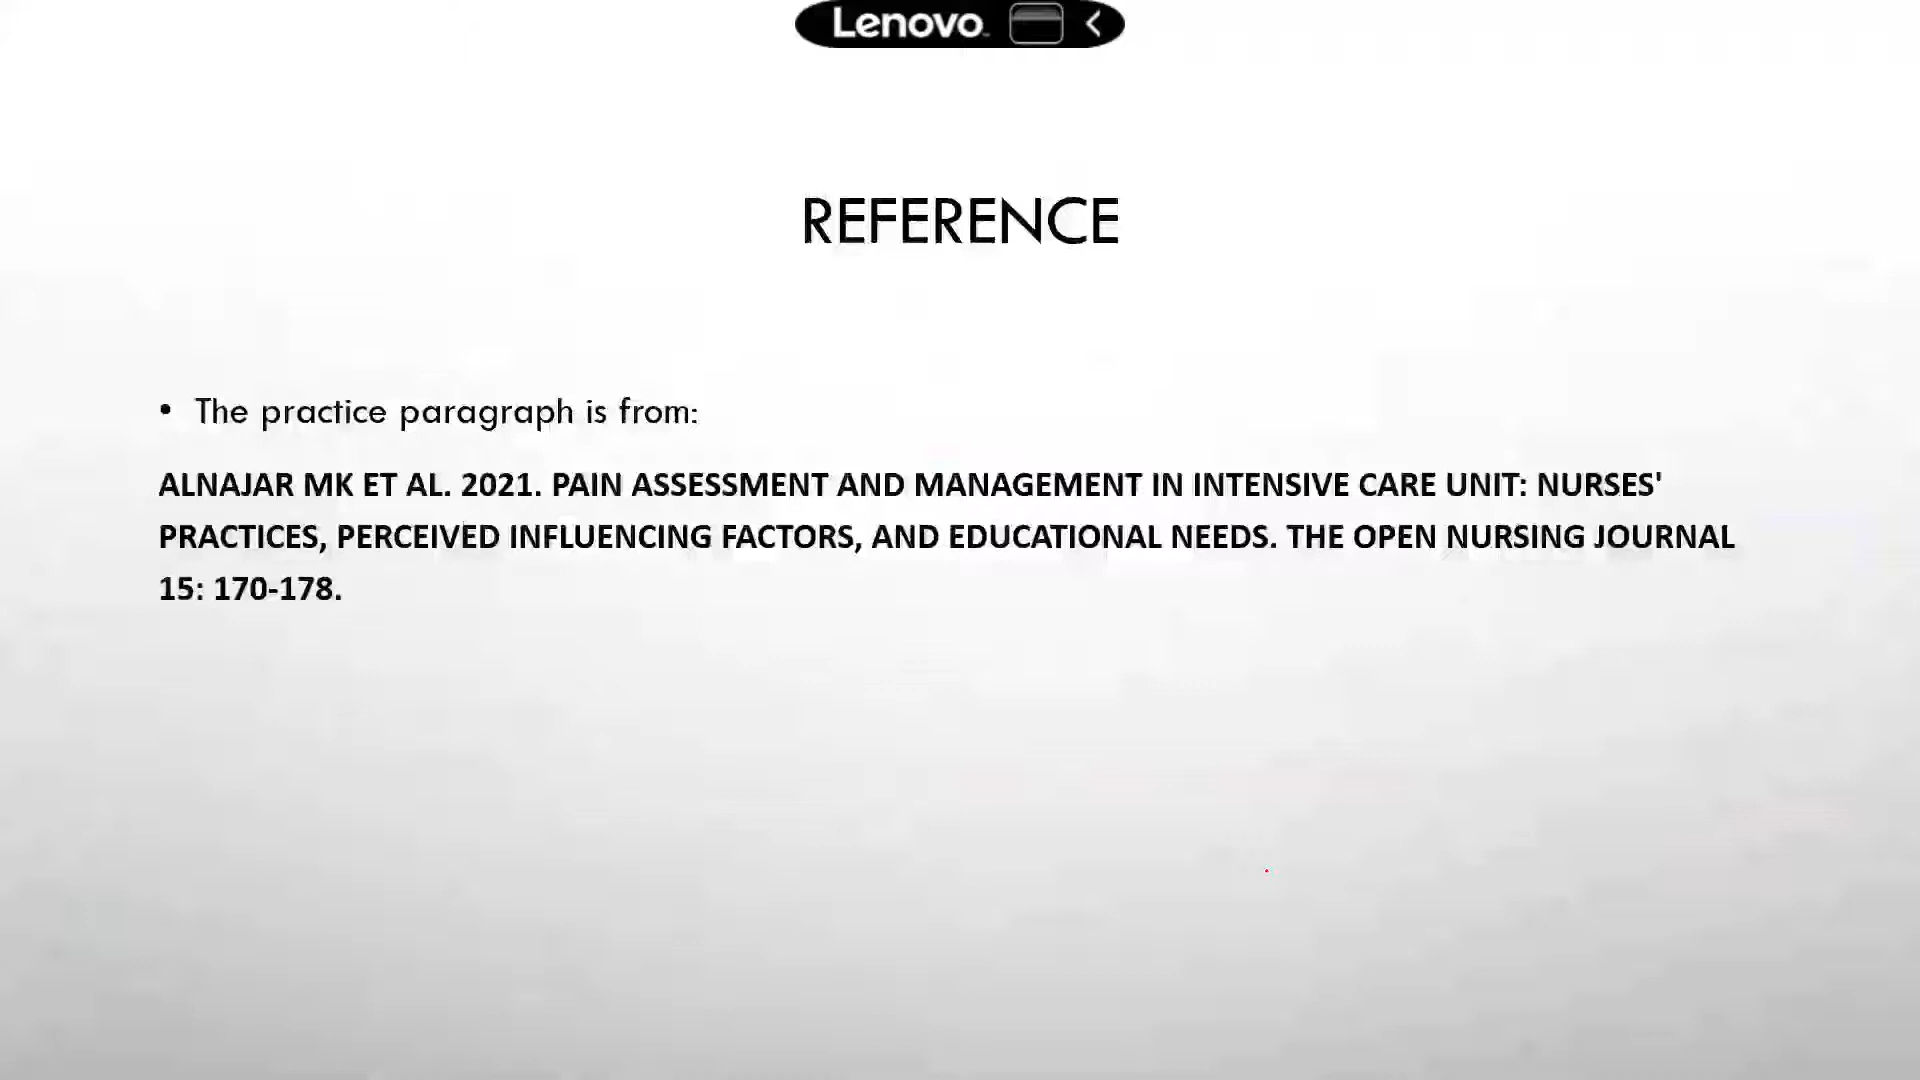 Lenovo
REFERENCE
• The practice paragraph is from:
ALNAJAR MK ET AL. 2021. PAIN ASSESSMENT AND MANAGEMENT IN INTENSIVE CARE UNIT: NURSES'
PRACTICES, PERCEIVED INFLUENCING FACTORS, AND EDUCATIONAL NEEDS. THE OPEN NURSING JOURNAL
15: 170-178.